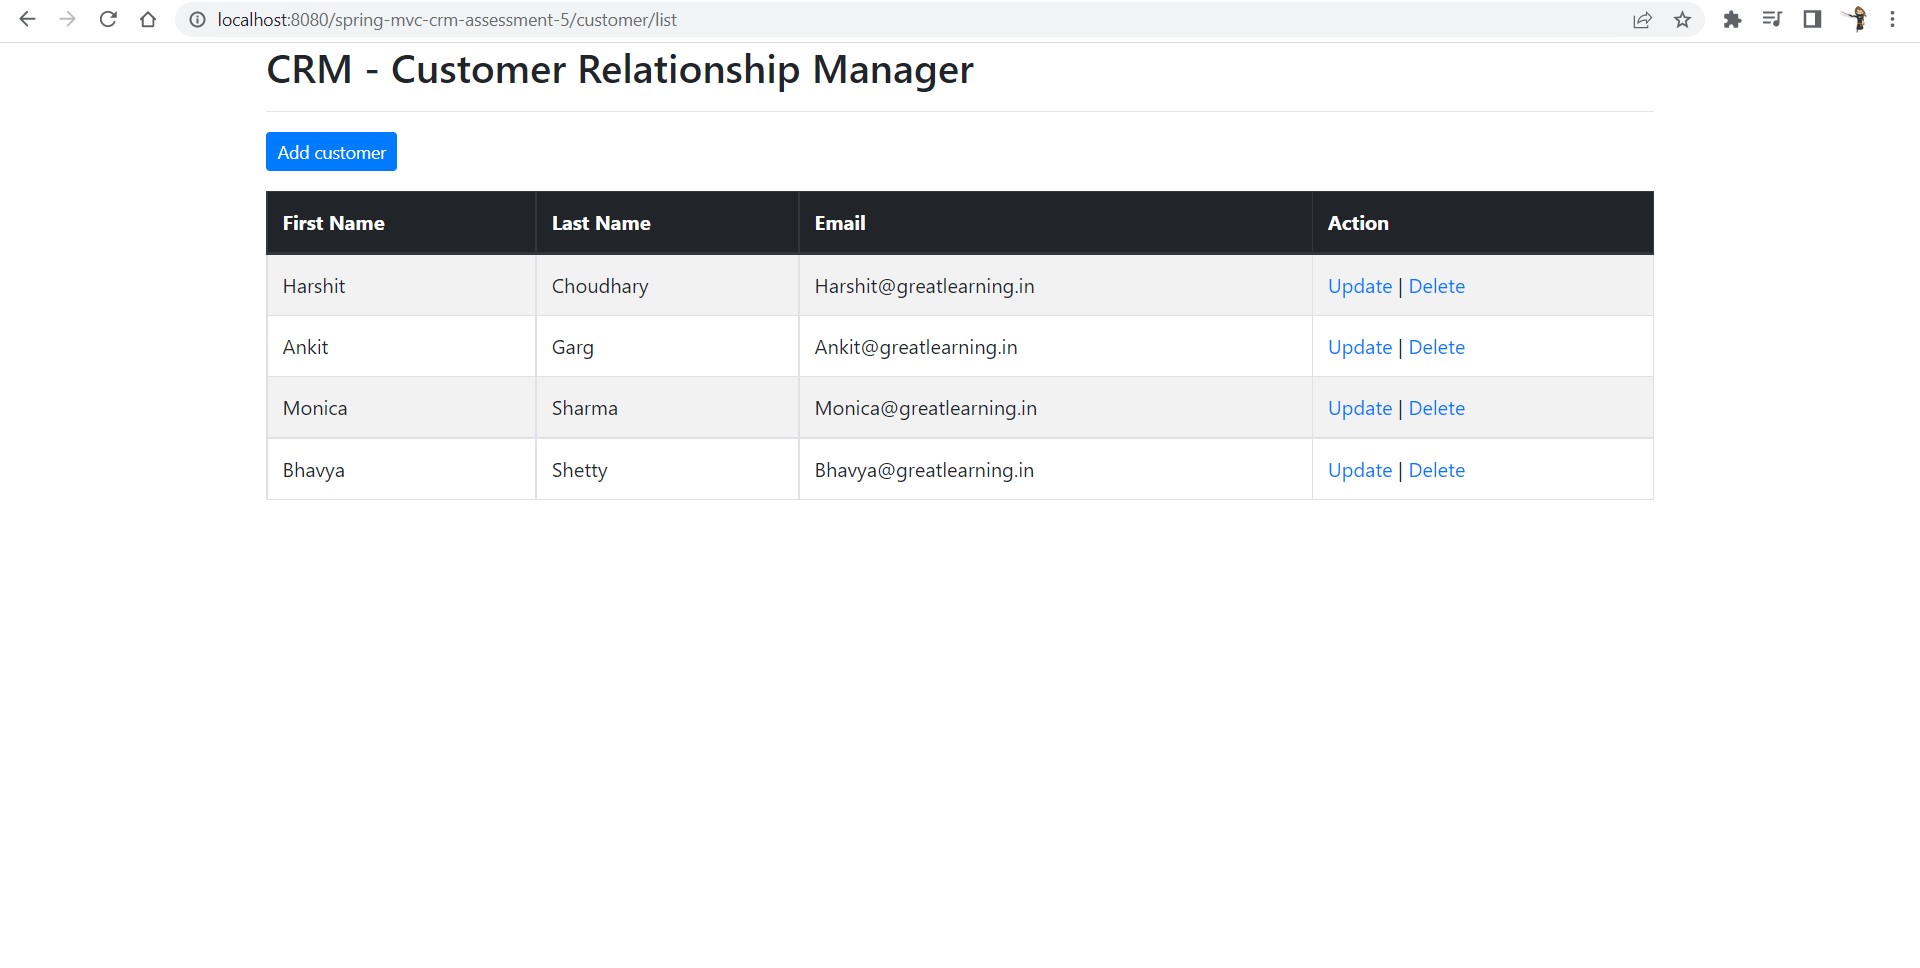 localhost:8080/spring-mvc-crm-assessment-5/customer/list
CRM - Customer Relationship Manager
Add customer
First Name Last Name Email Action
Harshit Choudhary Harshit@greatlearning.in Update | Delete
Ankit Garg Ankit@greatlearning.in Update | Delete
Monica Sharma Monica@greatlearning.in Update | Delete
Bhavya Shetty Bhavya@greatlearning.in Update | Delete